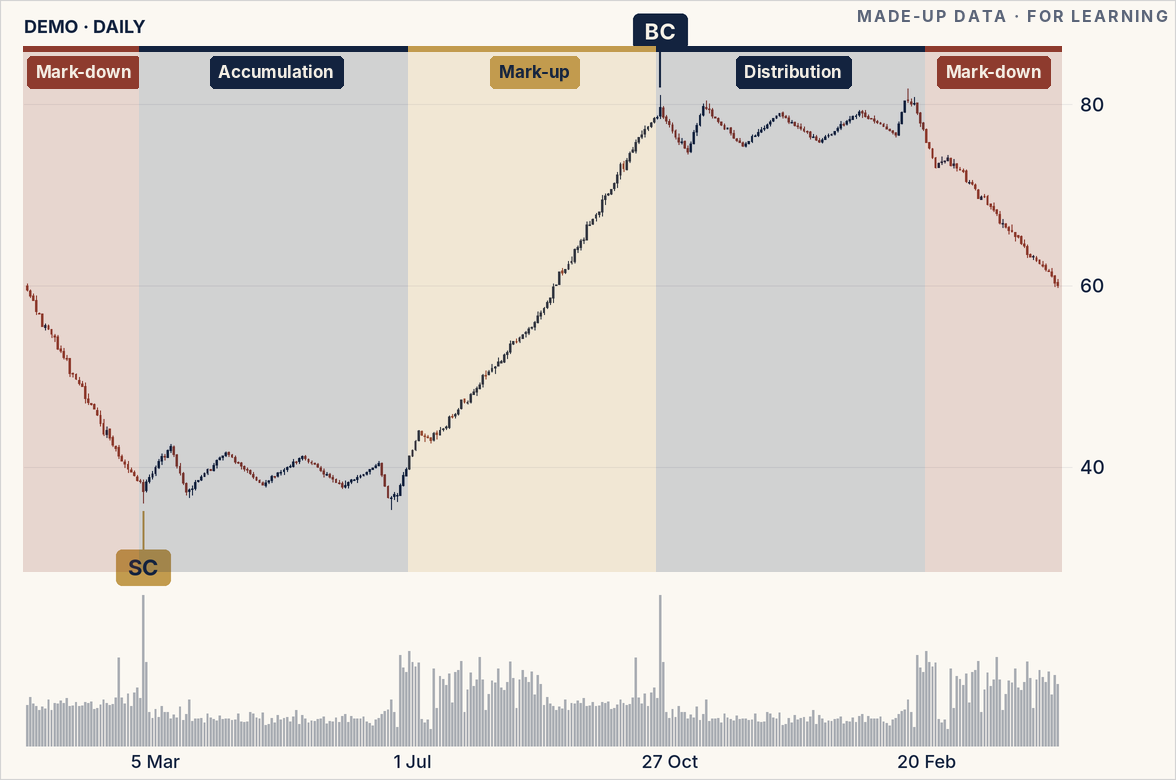 MADE-UP DATA · FOR LEARNING
DEMO · DAILY
BC
Mark-down
Accumulation
Mark-up
Distribution
Mark-down
80
60
40
SC
5 Mar
1 Jul
27 Oct
20 Feb